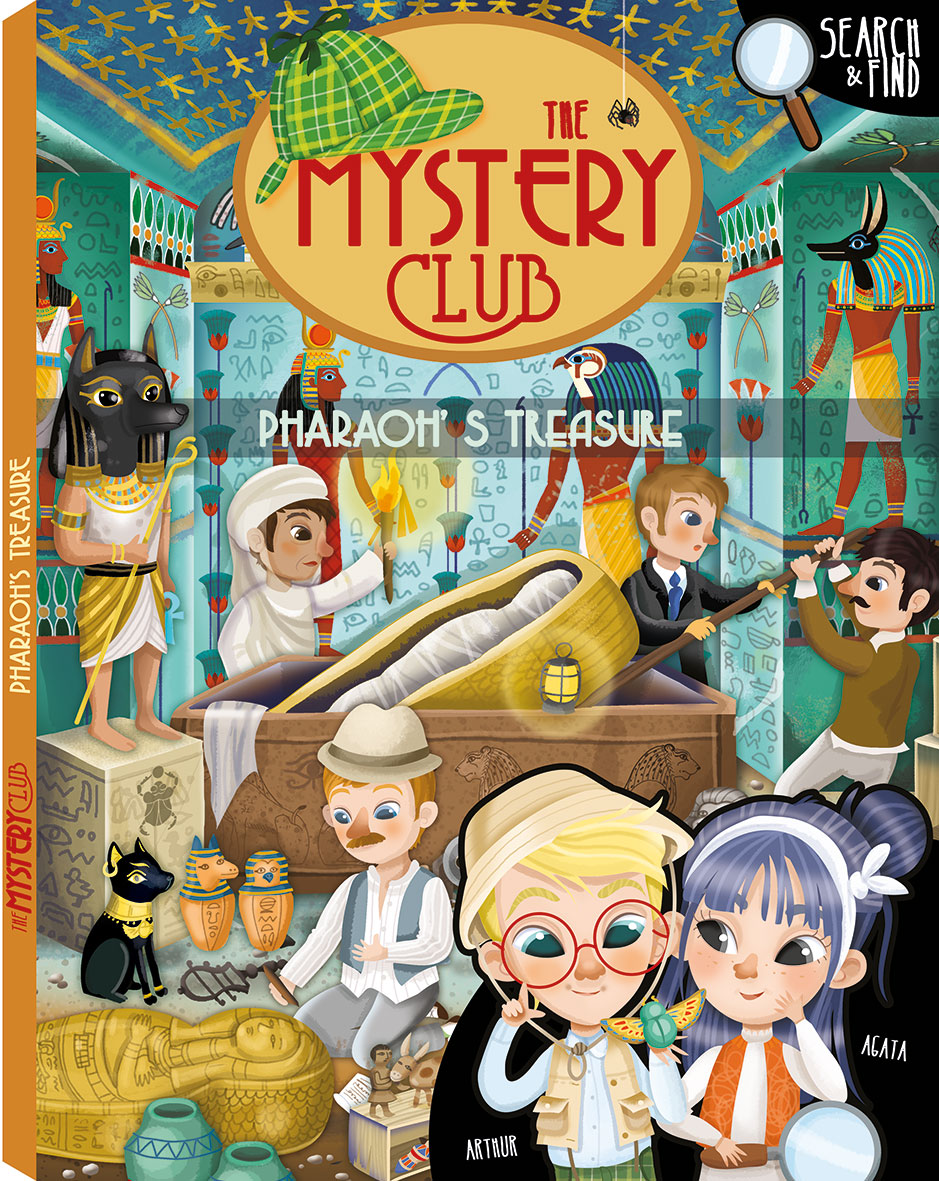 SEARCH
& FIND
THE
MYSTERY
CLUB
PHARAOH' S TREASURE
PHARAOH'S TREASURE
THE MYSTERY CLUB
AGATA
ARTHUR